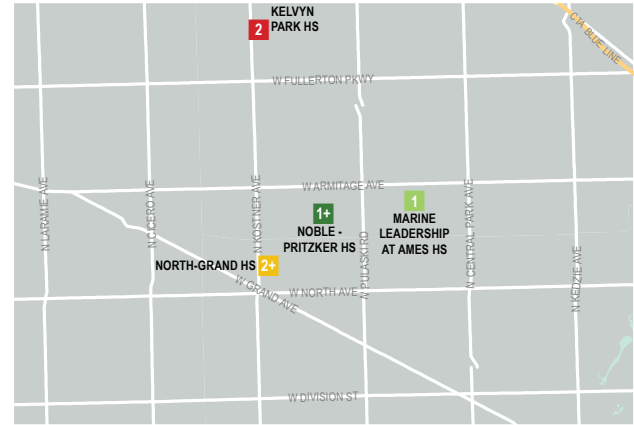 KELVYN
PARK HS
2
CTA BLUE LINE
W FULLERTON PKWY
W ARMITAGE AVE
N LARAMIE AVE
N CICERO AVE
N KOSTNER AVE
N PULASKI RD
N CENTRAL PARK AVE
N KEDZIE AVE
1+
NOBLE -
PRITZKER HS
1
MARINE
LEADERSHIP
AT AMES HS
NORTH-GRAND HS
2+
W GRAND AVE
W NORTH AVE
W DIVISION ST